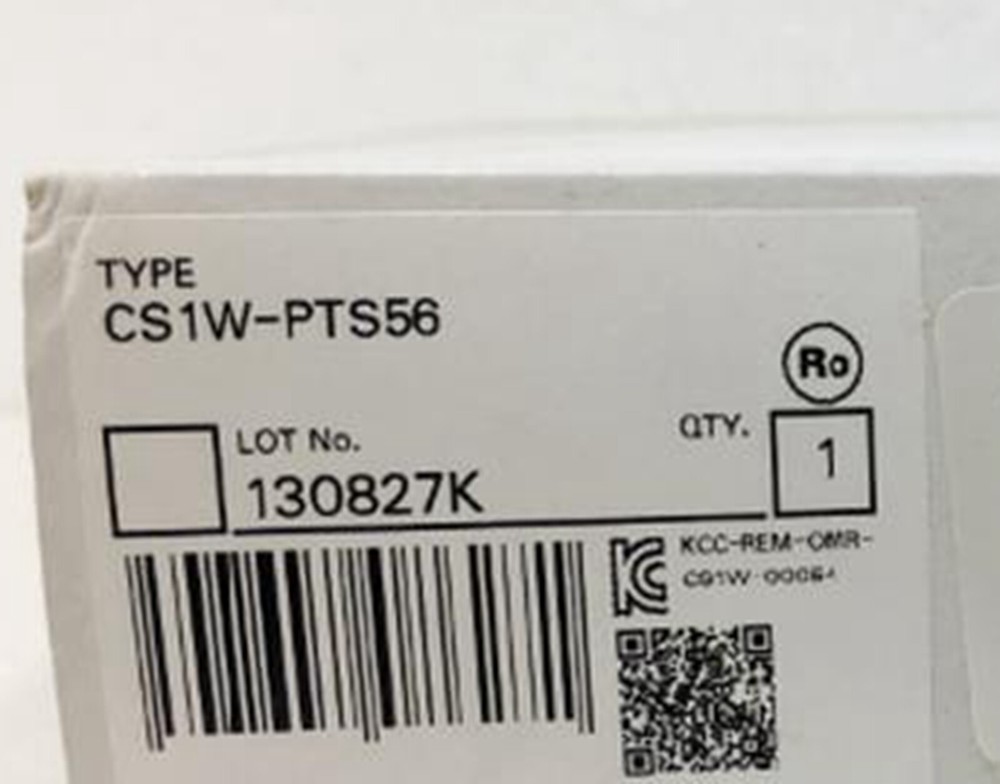 TYPE
CS1W-PTS56
Ro
LOT No.
130827K
QTY.
1
KCC-REM-OMR-